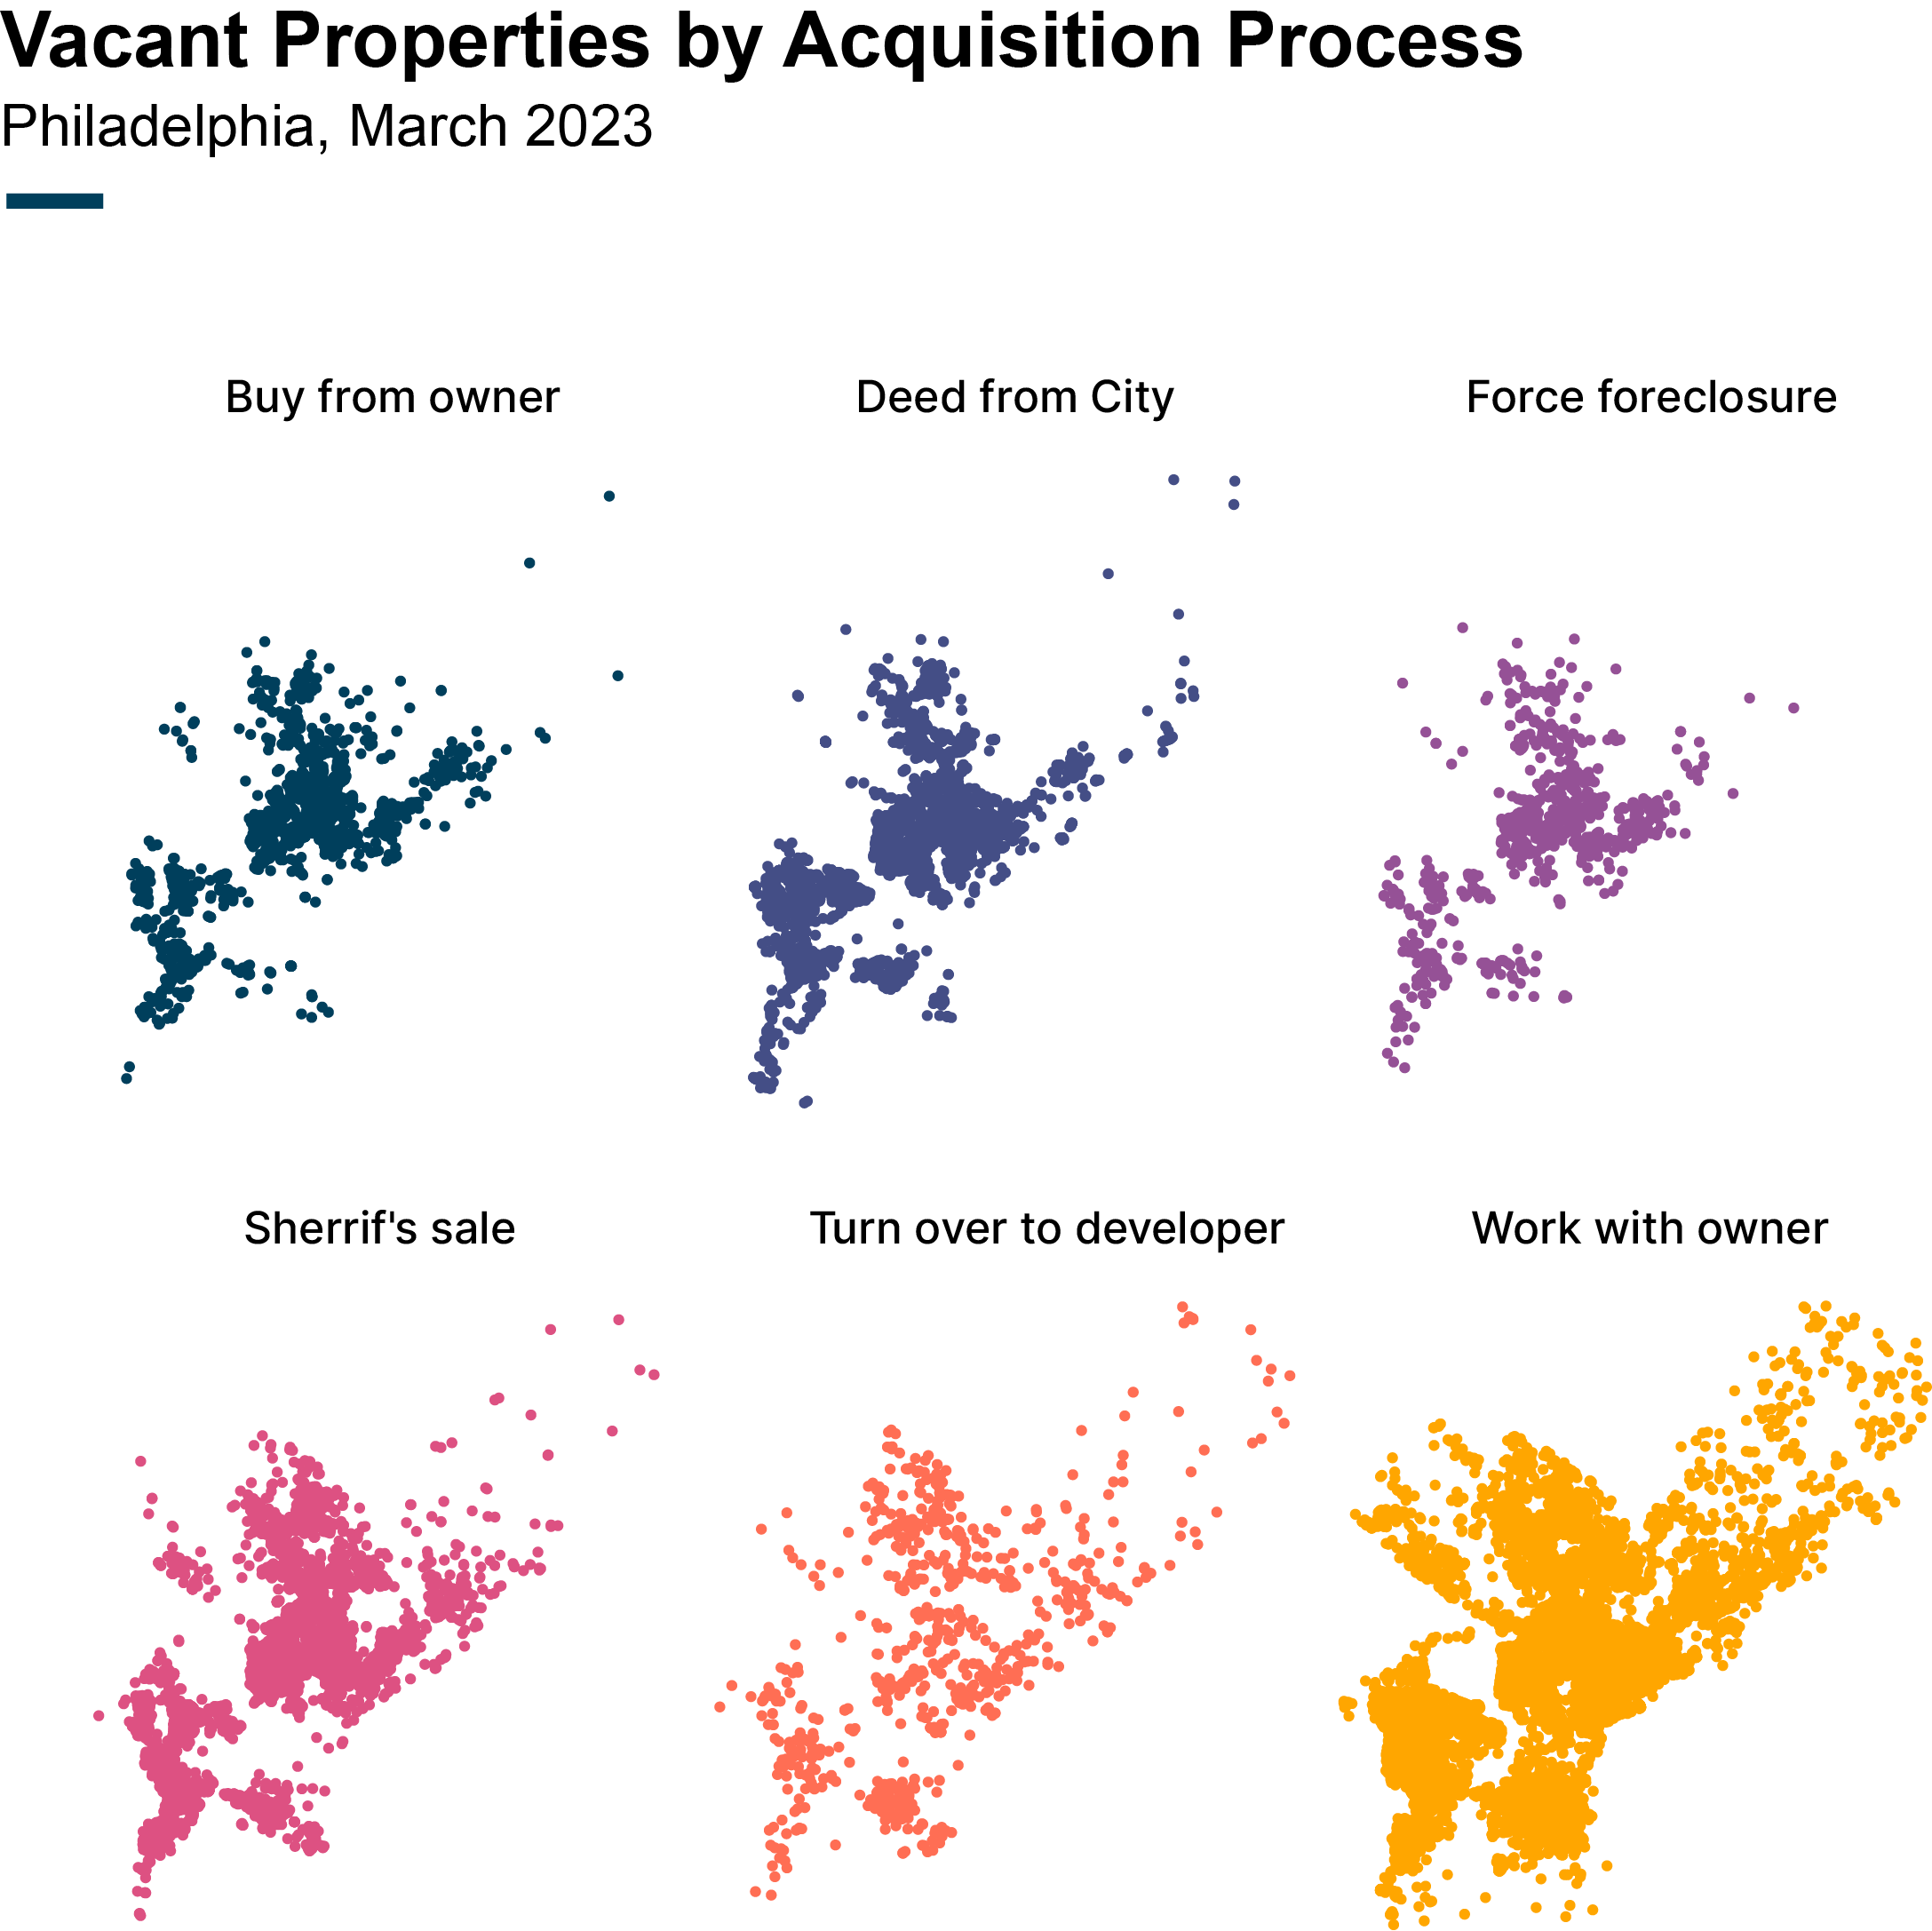 Vacant Properties by Acquisition Process
Philadelphia, March 2023
Buy from owner
Deed from City
Force foreclosure
Sherrif's sale
Turn over to developer
Work with owner